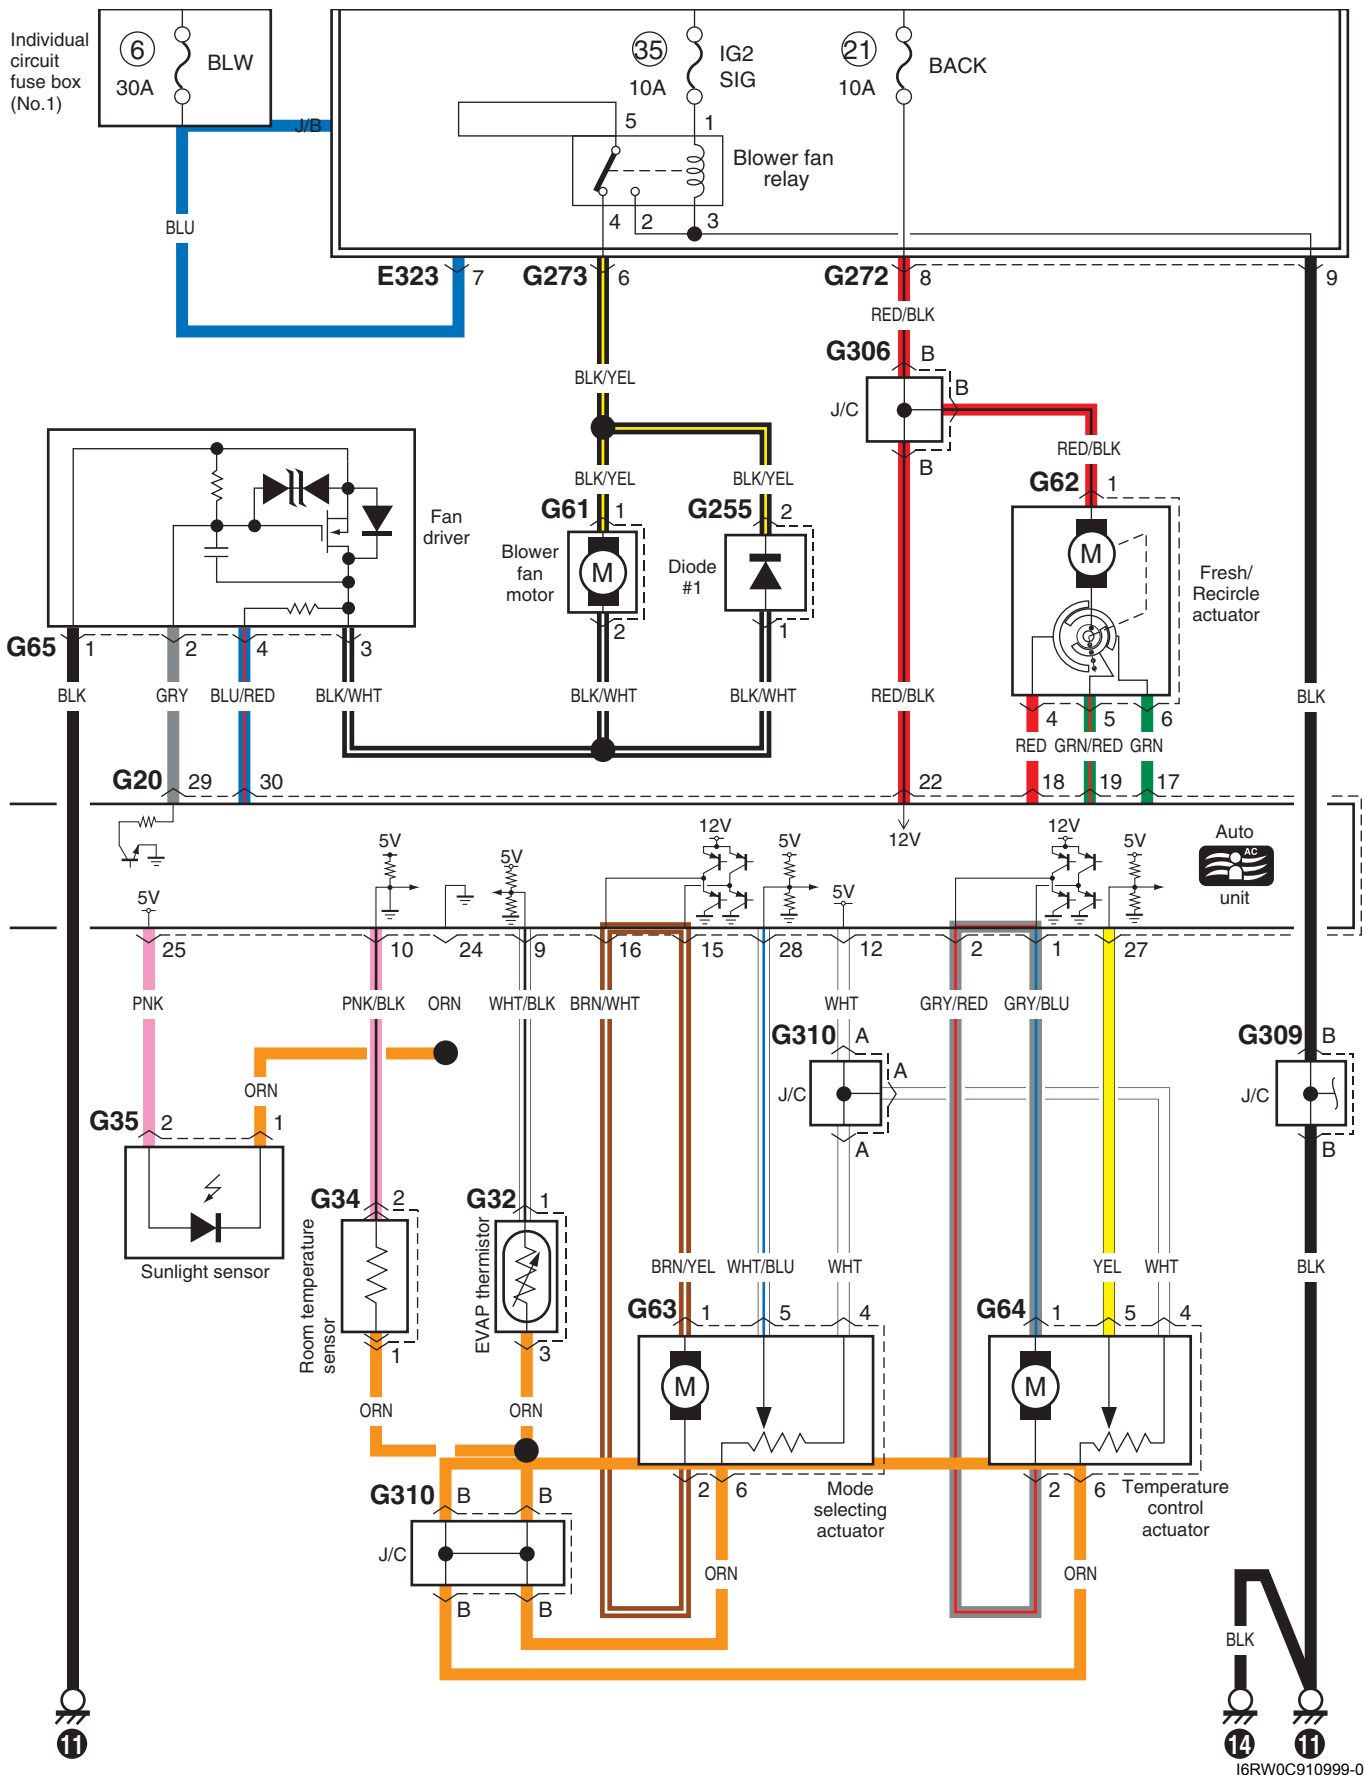 Individual
circuit
fuse box
(No.1)
6
30A
BLW
J/B
35
10A
IG2
SIG
21
10A
BACK
5
1
Blower fan
relay
4
2
3
BLU
E323
7
G273
6
G272
8
9
RED/BLK
G306
B
J/C
B
B
BLK/YEL
RED/BLK
BLK/YEL
BLK/YEL
G62
1
G61
1
G255
2
Fan
driver
Blower
fan
motor
M
Diode
#1
M
Fresh/
Recircle
actuator
2
1
G65
1
2
4
3
BLK
GRY
BLU/RED
BLK/WHT
BLK/WHT
BLK/WHT
RED/BLK
BLK
4
5
6
RED
GRN/RED
GRN
G20
29
30
22
18
19
17
5V
5V
5V
12V
5V
5V
12V
12V
5V
Auto
AC
unit
25
10
24
9
16
15
28
12
2
1
27
PNK
PNK/BLK
ORN
WHT/BLK
BRN/WHT
WHT
GRY/RED
GRY/BLU
G310
A
J/C
A
A
G309
B
J/C
B
ORN
G35
2
1
Sunlight sensor
G34
2
Room temperature
sensor
1
G32
1
EVAP thermistor
3
BRN/YEL
WHT/BLU
WHT
YEL
WHT
BLK
G63
1
5
4
G64
1
5
4
M
M
ORN
ORN
2
6
Mode
selecting
actuator
2
6
Temperature
control
actuator
G310
B
B
J/C
B
B
ORN
ORN
BLK
11
14
11
I6RW0C910999-0